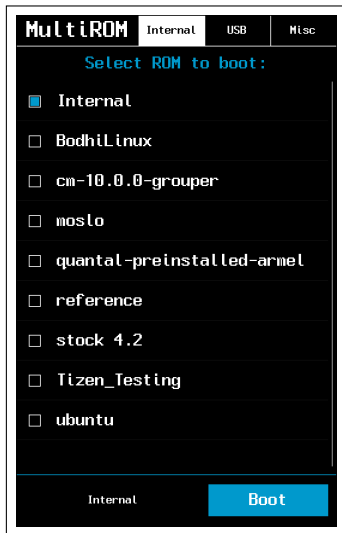 MultiROM Internal USB Misc
Select ROM to boot:
Internal
BodhiLinux
cm-10.0.0-grouper
moslo
quantal-preinstalled-armel
reference
stock 4.2
Tizen_Testing
ubuntu
Internal Boot